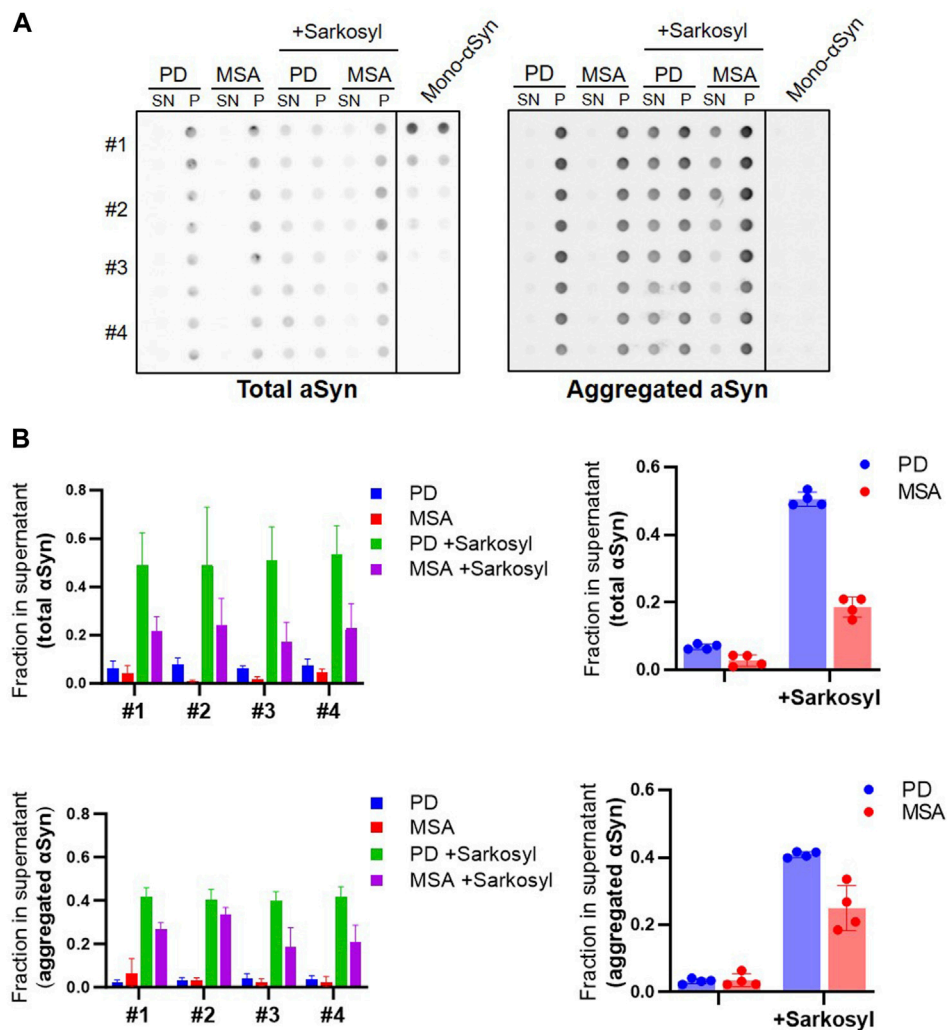 A
+Sarkosyl
PD MSA PD MSA Mono-αSyn
SN P SN P SN P SN P
#1
#2
#3
#4
Total aSyn
+Sarkosyl
PD MSA PD MSA Mono-αSyn
SN P SN P SN P SN P
Aggregated aSyn
B
Fraction in supernatant
(total αSyn)
0.8
0.6
0.4
0.2
0.0
#1 #2 #3 #4
PD
MSA
PD +Sarkosyl
MSA +Sarkosyl
Fraction in supernatant
(total αSyn)
0.6
0.4
0.2
0.0
+Sarkosyl
PD
MSA
Fraction in supernatant
(aggregated αSyn)
0.8
0.6
0.4
0.2
0.0
#1 #2 #3 #4
PD
MSA
PD +Sarkosyl
MSA +Sarkosyl
Fraction in supernatant
(aggregated αSyn)
0.6
0.4
0.2
0.0
+Sarkosyl
PD
MSA